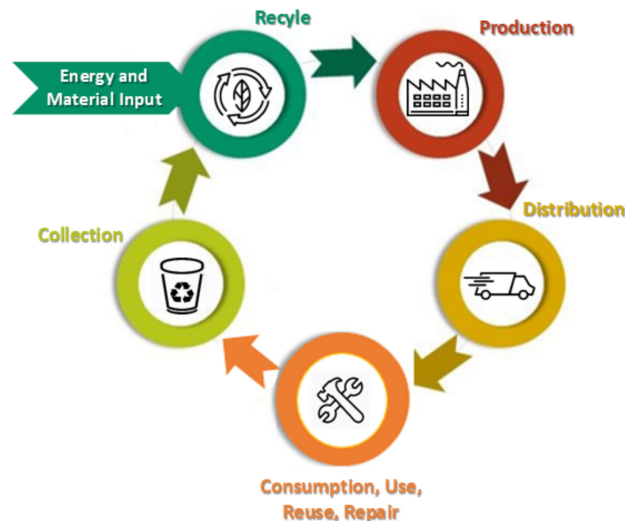 Recyle
Production
Energy and
Material Input
Distribution
Collection
Consumption, Use,
Reuse, Repair